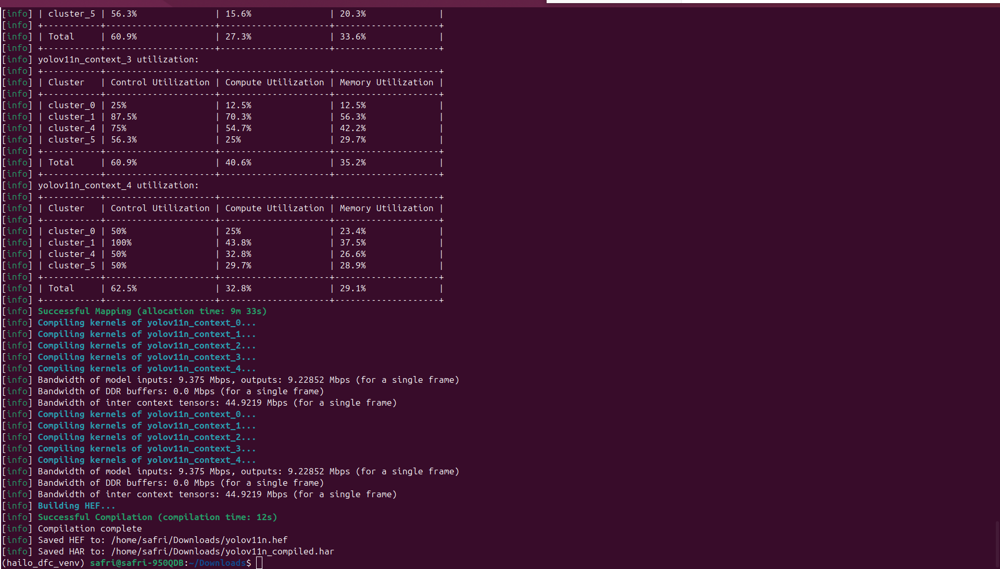 [info] | cluster_5 | 56.3%               | 15.6%               | 20.3%              |
[info] +-----------+---------------------+---------------------+--------------------+
[info] | Total     | 60.9%               | 27.3%               | 33.6%              |
[info] +-----------+---------------------+---------------------+--------------------+
[info] yolov11n_context_3 utilization:
[info] +-----------+---------------------+---------------------+--------------------+
[info] | Cluster   | Control Utilization | Compute Utilization | Memory Utilization |
[info] +-----------+---------------------+---------------------+--------------------+
[info] | cluster_0 | 25%                 | 12.5%               | 12.5%              |
[info] | cluster_1 | 87.5%               | 70.3%               | 56.3%              |
[info] | cluster_4 | 75%                 | 54.7%               | 42.2%              |
[info] | cluster_5 | 56.3%               | 25%                 | 29.7%              |
[info] +-----------+---------------------+---------------------+--------------------+
[info] | Total     | 60.9%               | 40.6%               | 35.2%              |
[info] +-----------+---------------------+---------------------+--------------------+
[info] yolov11n_context_4 utilization:
[info] +-----------+---------------------+---------------------+--------------------+
[info] | Cluster   | Control Utilization | Compute Utilization | Memory Utilization |
[info] +-----------+---------------------+---------------------+--------------------+
[info] | cluster_0 | 50%                 | 25%                 | 23.4%              |
[info] | cluster_1 | 100%                | 43.8%               | 37.5%              |
[info] | cluster_4 | 50%                 | 32.8%               | 26.6%              |
[info] | cluster_5 | 50%                 | 29.7%               | 28.9%              |
[info] +-----------+---------------------+---------------------+--------------------+
[info] | Total     | 62.5%               | 32.8%               | 29.1%              |
[info] +-----------+---------------------+---------------------+--------------------+
[info] Successful Mapping (allocation time: 9m 33s)
[info] Compiling kernels of yolov11n_context_0...
[info] Compiling kernels of yolov11n_context_1...
[info] Compiling kernels of yolov11n_context_2...
[info] Compiling kernels of yolov11n_context_3...
[info] Compiling kernels of yolov11n_context_4...
[info] Bandwidth of model inputs: 9.375 Mbps, outputs: 9.22852 Mbps (for a single frame)
[info] Bandwidth of DDR buffers: 0.0 Mbps (for a single frame)
[info] Bandwidth of inter context tensors: 44.9219 Mbps (for a single frame)
[info] Compiling kernels of yolov11n_context_0...
[info] Compiling kernels of yolov11n_context_1...
[info] Compiling kernels of yolov11n_context_2...
[info] Compiling kernels of yolov11n_context_3...
[info] Compiling kernels of yolov11n_context_4...
[info] Bandwidth of model inputs: 9.375 Mbps, outputs: 9.22852 Mbps (for a single frame)
[info] Bandwidth of DDR buffers: 0.0 Mbps (for a single frame)
[info] Bandwidth of inter context tensors: 44.9219 Mbps (for a single frame)
[info] Building HEF...
[info] Successful Compilation (compilation time: 12s)
[info] Compilation complete
[info] Saved HEF to: /home/safri/Downloads/yolov11n.hef
[info] Saved HAR to: /home/safri/Downloads/yolov11n_compiled.har
(hailo_dfc_venv) safri@safri-950QDB:~/Downloads$